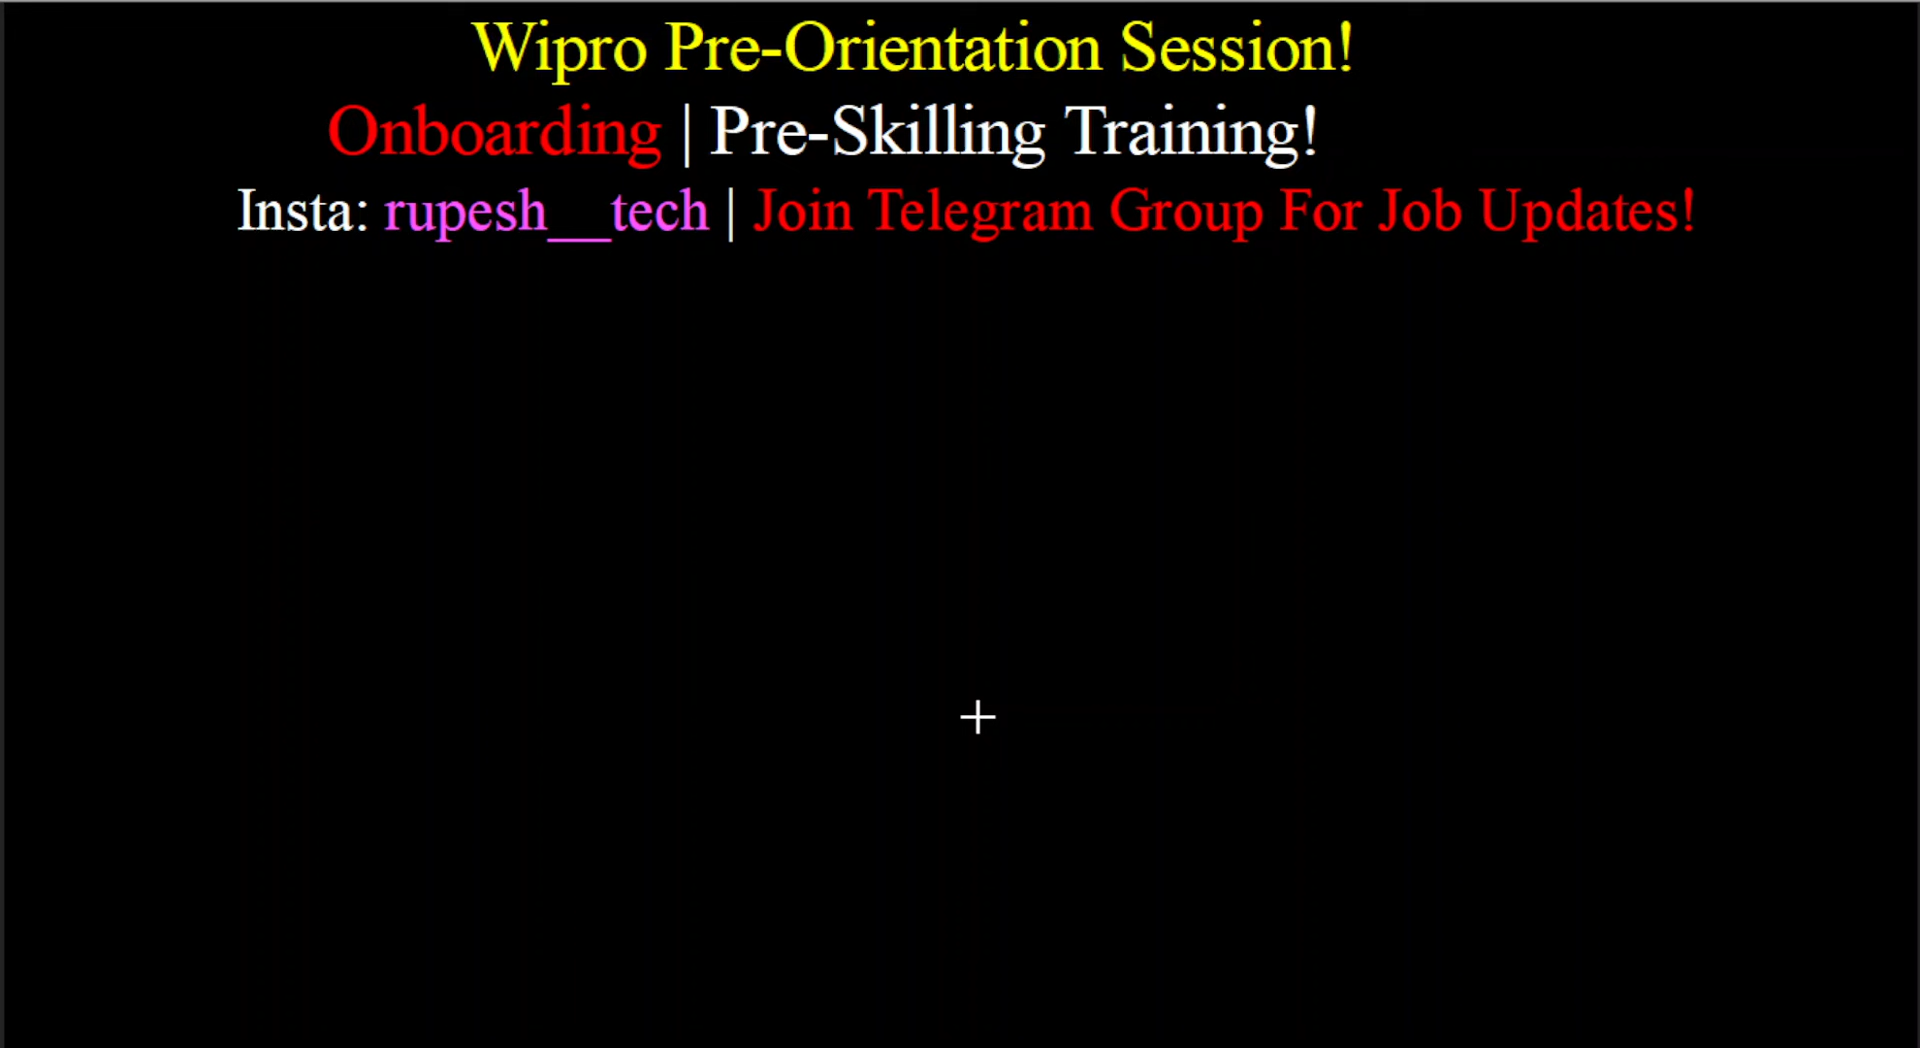 Wipro Pre-Orientation Session!
Onboarding | Pre-Skilling Training!
Insta: rupesh__tech | Join Telegram Group For Job Updates!